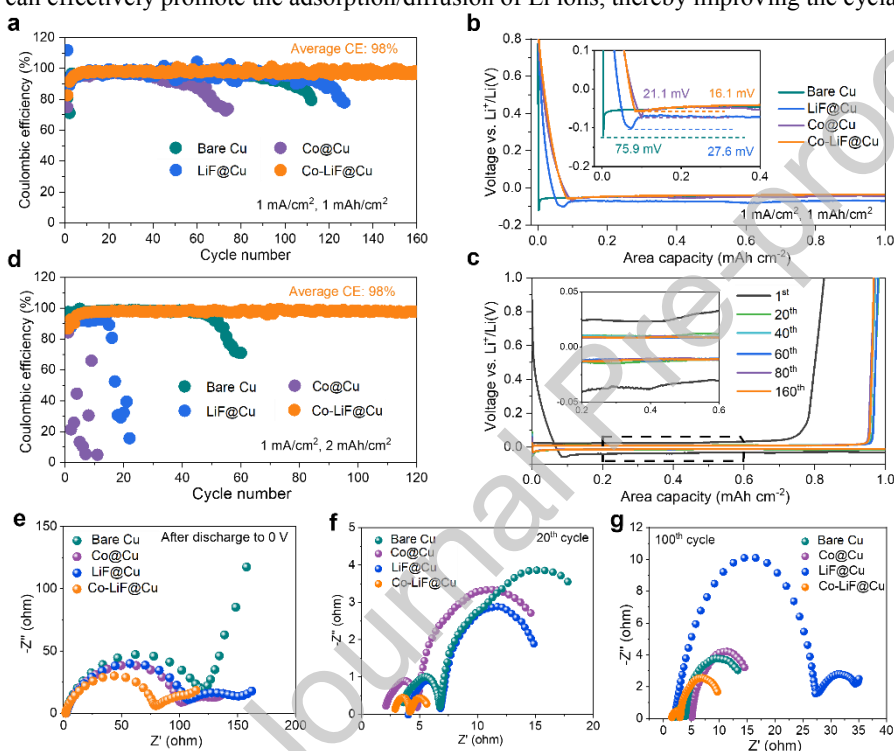 can effectively promote the adsorption/diffusion of Li ions, thereby improving the cycla
a
Average CE: 98%
Coulombic efficiency (%)
120
100
80
60
40
20
0
Bare Cu
Co@Cu
LiF@Cu
Co-LiF@Cu
1 mA/cm², 1 mAh/cm²
0 20 40 60 80 100 120 140 160
Cycle number
b
Voltage vs. Li⁺/Li(V)
0.8
0.6
0.4
0.2
0.0
-0.2
0.1
0.0
-0.1
-0.2
21.1 mV
16.1 mV
75.9 mV
27.6 mV
0.0 0.2 0.4
Bare Cu
LiF@Cu
Co@Cu
Co-LiF@Cu
1 mA/cm², 1 mAh/cm²
0.0 0.2 0.4 0.6 0.8 1.0
Area capacity (mAh cm⁻²)
d
Average CE: 98%
Coulombic efficiency (%)
120
100
80
60
40
20
0
Bare Cu
Co@Cu
LiF@Cu
Co-LiF@Cu
1 mA/cm², 2 mAh/cm²
0 20 40 60 80 100 120
Cycle number
c
Voltage vs. Li⁺/Li(V)
1.0
0.8
0.6
0.4
0.2
0.0
0.05
0.00
0.05
0.2 0.4 0.6
1st
20th
40th
60th
80th
160th
0.0 0.2 0.4 0.6 0.8 1.0
Area capacity (mAh cm⁻²)
e
-Z'' (ohm)
150
100
50
0
Bare Cu
Co@Cu
LiF@Cu
Co-LiF@Cu
After discharge to 0 V
0 50 100 150 200
Z' (ohm)
f
-Z'' (ohm)
5
4
3
2
1
0
Bare Cu
Co@Cu
LiF@Cu
Co-LiF@Cu
20th cycle
0 5 10 15 20
Z' (ohm)
g
-Z'' (ohm)
12
10
8
6
4
2
0
100th cycle
Bare Cu
Co@Cu
LiF@Cu
Co-LiF@Cu
0 5 10 15 20 25 30 35 40
Z' (ohm)
Journal Pre-proo